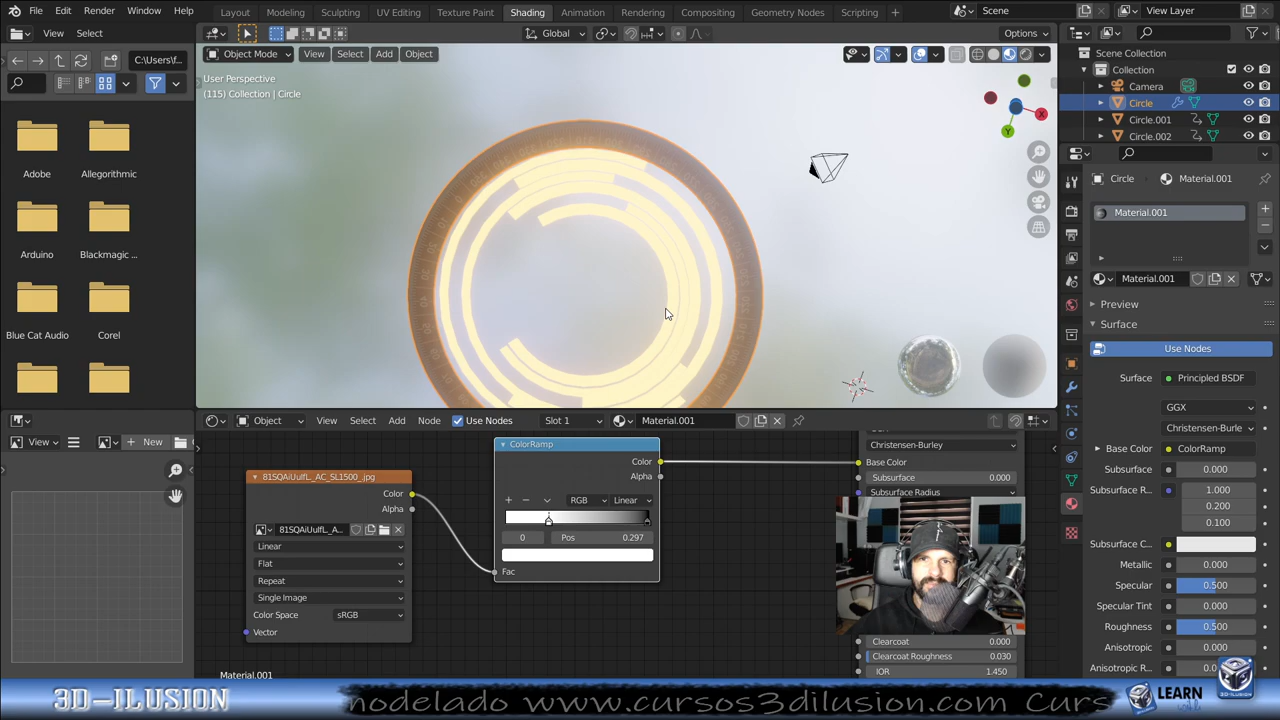 File Edit Render Window Help
Layout Modeling Sculpting UV Editing Texture Paint Shading Animation Rendering Compositing Geometry Nodes Scripting
Scene
View Layer
View Select
Global
Options
C:\Users\f...
Object Mode
View Select Add Object
User Perspective
(115) Collection | Circle
X
Y
Scene Collection
Collection
Camera
Circle
Circle.001
Circle.002
Adobe
Allegorithmic
Arduino
Blackmagic ...
Blue Cat Audio
Corel
Circle
Material.001
Material.001
Material.001
Preview
Surface
Use Nodes
Surface
Principled BSDF
GGX
Christensen-Burle
Base Color
ColorRamp
Subsurface
0.000
Subsurface R...
1.000
0.200
0.100
Subsurface C...
Metallic
0.000
Specular
0.500
Specular Tint
0.000
Roughness
0.500
Anisotropic
0.000
Anisotropic R...
View
New
Object
View Select Add Node
Use Nodes
Slot 1
Material.001
81SQAiUulfL._AC_SL1500_.jpg
Color
Alpha
81SQAiUulfL._A...
Linear
Flat
Repeat
Single Image
Color Space
sRGB
Vector
ColorRamp
Color
Alpha
RGB
Linear
0
Pos
0.297
Fac
Christensen-Burley
Base Color
Subsurface
0.000
Subsurface Radius
Clearcoat
0.000
Clearcoat Roughness
0.030
IOR
1.450
Material.001
3D-ILUSION
nodelado www.cursos3dilusion.com Curs
LEARN
3D-ILUSION